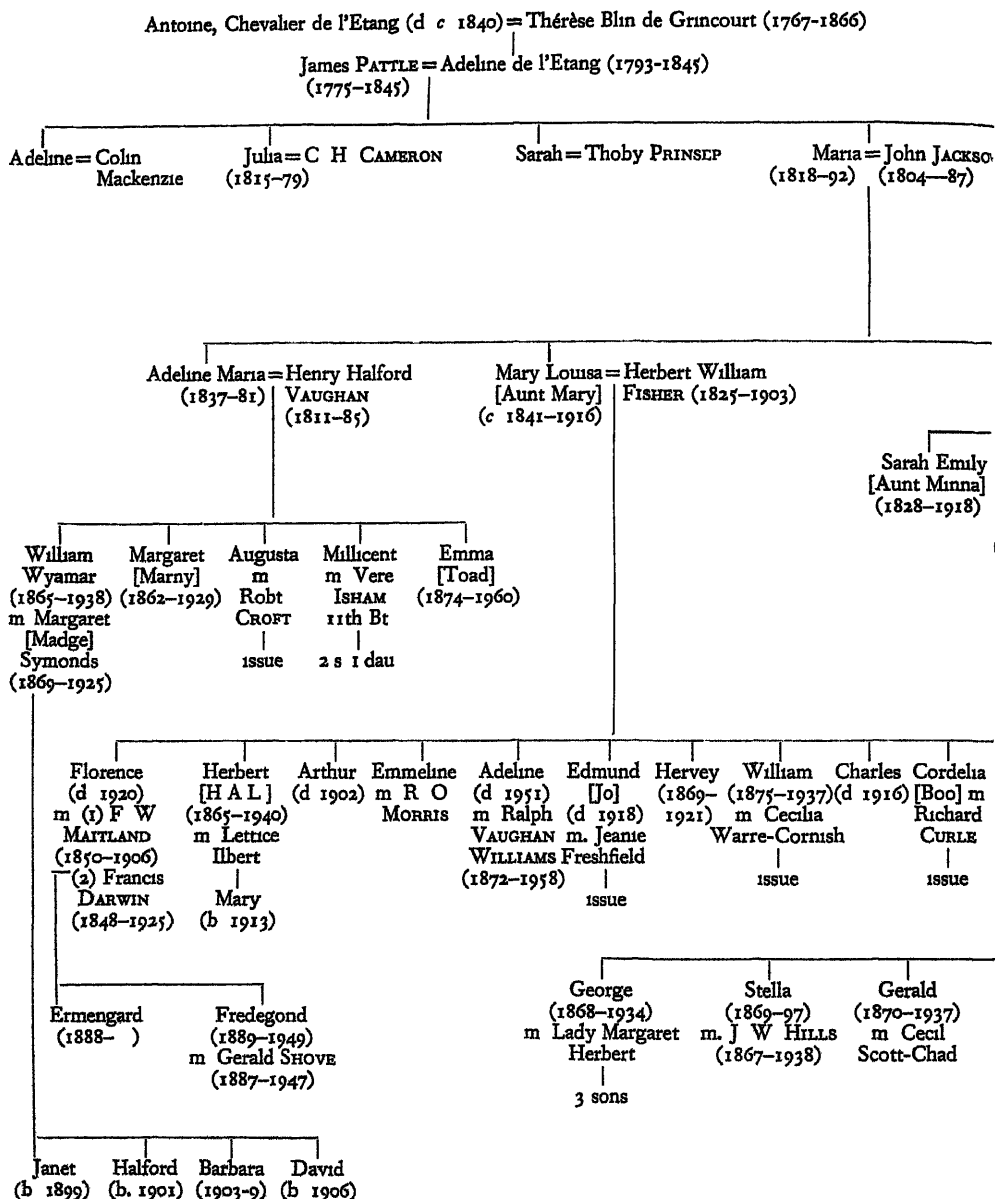 Antoine, Chevalier de l'Etang (d c 1840) = Thérèse Blin de Grincourt (1767-1866)
James PATTLE = Adeline de l'Etang (1793-1845)
(1775-1845)
Adeline = Colin
Mackenzie
Julia = C H CAMERON
(1815-79)
Sarah = Thoby PRINSEP
Maria = John JACKSO
(1818-92) (1804—87)
Adeline Maria = Henry Halford
(1837-81) VAUGHAN
(1811-85)
Mary Louisa = Herbert William
[Aunt Mary] FISHER (1825-1903)
(c 1841-1916)
Sarah Emily
[Aunt Minna]
(1828-1918)
William
Wyamar
(1865-1938)
m Margaret
[Madge]
Symonds
(1869-1925)
Margaret
[Marny]
(1862-1929)
Augusta
m
Robt
CROFT
issue
Millicent
m Vere
ISHAM
11th Bt
2 s 1 dau
Emma
[Toad]
(1874-1960)
Florence
(d 1920)
m (1) F W
MAITLAND
(1850-1906)
(2) Francis
DARWIN
(1848-1925)
Herbert
[H A L]
(1865-1940)
m Lettice
Ilbert
Mary
(b 1913)
Arthur
(d 1902)
Emmeline
m R O
MORRIS
Adeline
(d 1951)
m Ralph
VAUGHAN
WILLIAMS
(1872-1958)
Edmund
[Jo]
(d 1918)
m. Jeanie
Freshfield
issue
Hervey
(1869-
1921)
William
(1875-1937)
m Cecilia
Warre-Cornish
issue
Charles
(d 1916)
Cordelia
[Boo] m
Richard
CURLE
issue
Ermengard
(1888- )
Fredegond
(1889-1949)
m Gerald SHOVE
(1887-1947)
George
(1868-1934)
m Lady Margaret
Herbert
3 sons
Stella
(1869-97)
m. J W HILLS
(1867-1938)
Gerald
(1870-1937)
m Cecil
Scott-Chad
Janet
(b 1899)
Halford
(b. 1901)
Barbara
(1903-9)
David
(b 1906)